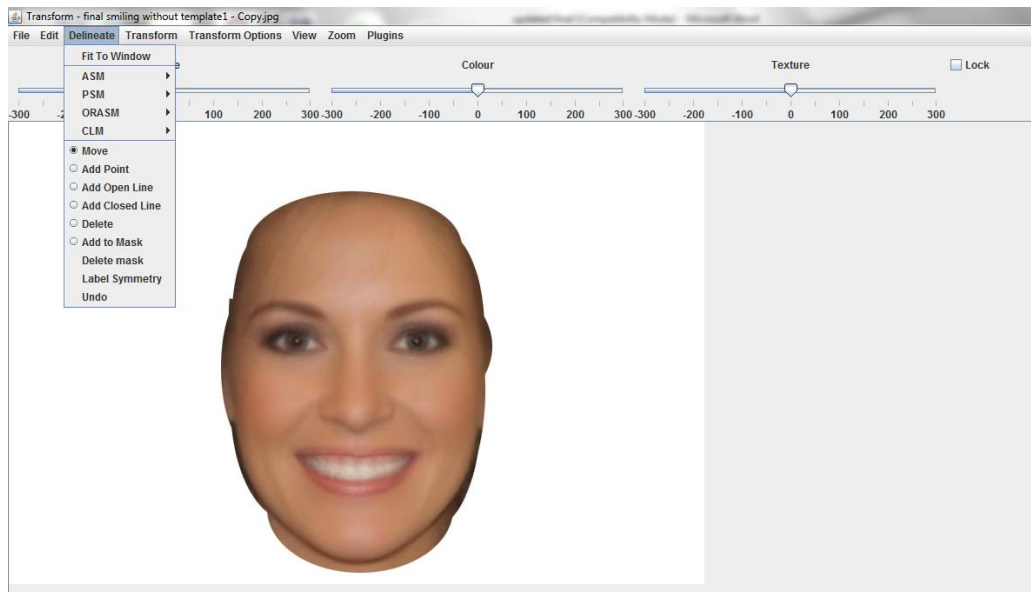 Transform - final smiling without template1 - Copy.jpg
File Edit Delineate Transform Transform Options View Zoom Plugins
Fit To Window
ASM
PSM
ORASM
CLM
Move
Add Point
Add Open Line
Add Closed Line
Delete
Add to Mask
Delete mask
Label Symmetry
Undo
Colour Texture Lock
-300 100 200 300 -300 -200 -100 0 100 200 300 -300 -200 -100 0 100 200 300